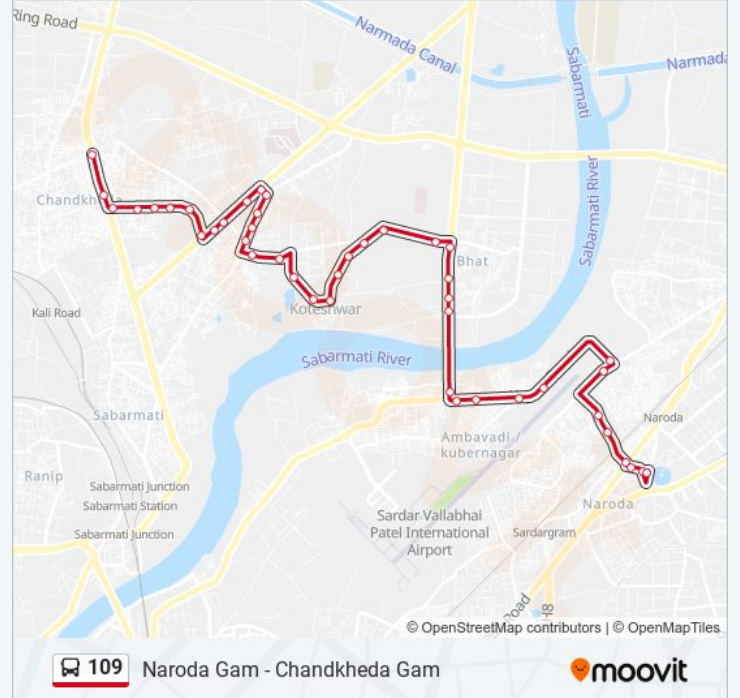 Ring Road
Narmada Canal
Sabarmati
Narmada
Chandkheda
Sabarmati River
Bhat
Kali Road
Koteshwar
Sabarmati River
Sabarmati
Naroda
Ambavadi /
kubernagar
Ranip
Sabarmati Junction
Sabarmati Station
Naroda
Sardar Vallabhai
Patel International
Airport
Sardargram
Sabarmati Junction
Road
© OpenStreetMap contributors | © OpenMapTiles
109 Naroda Gam - Chandkheda Gam
moovit